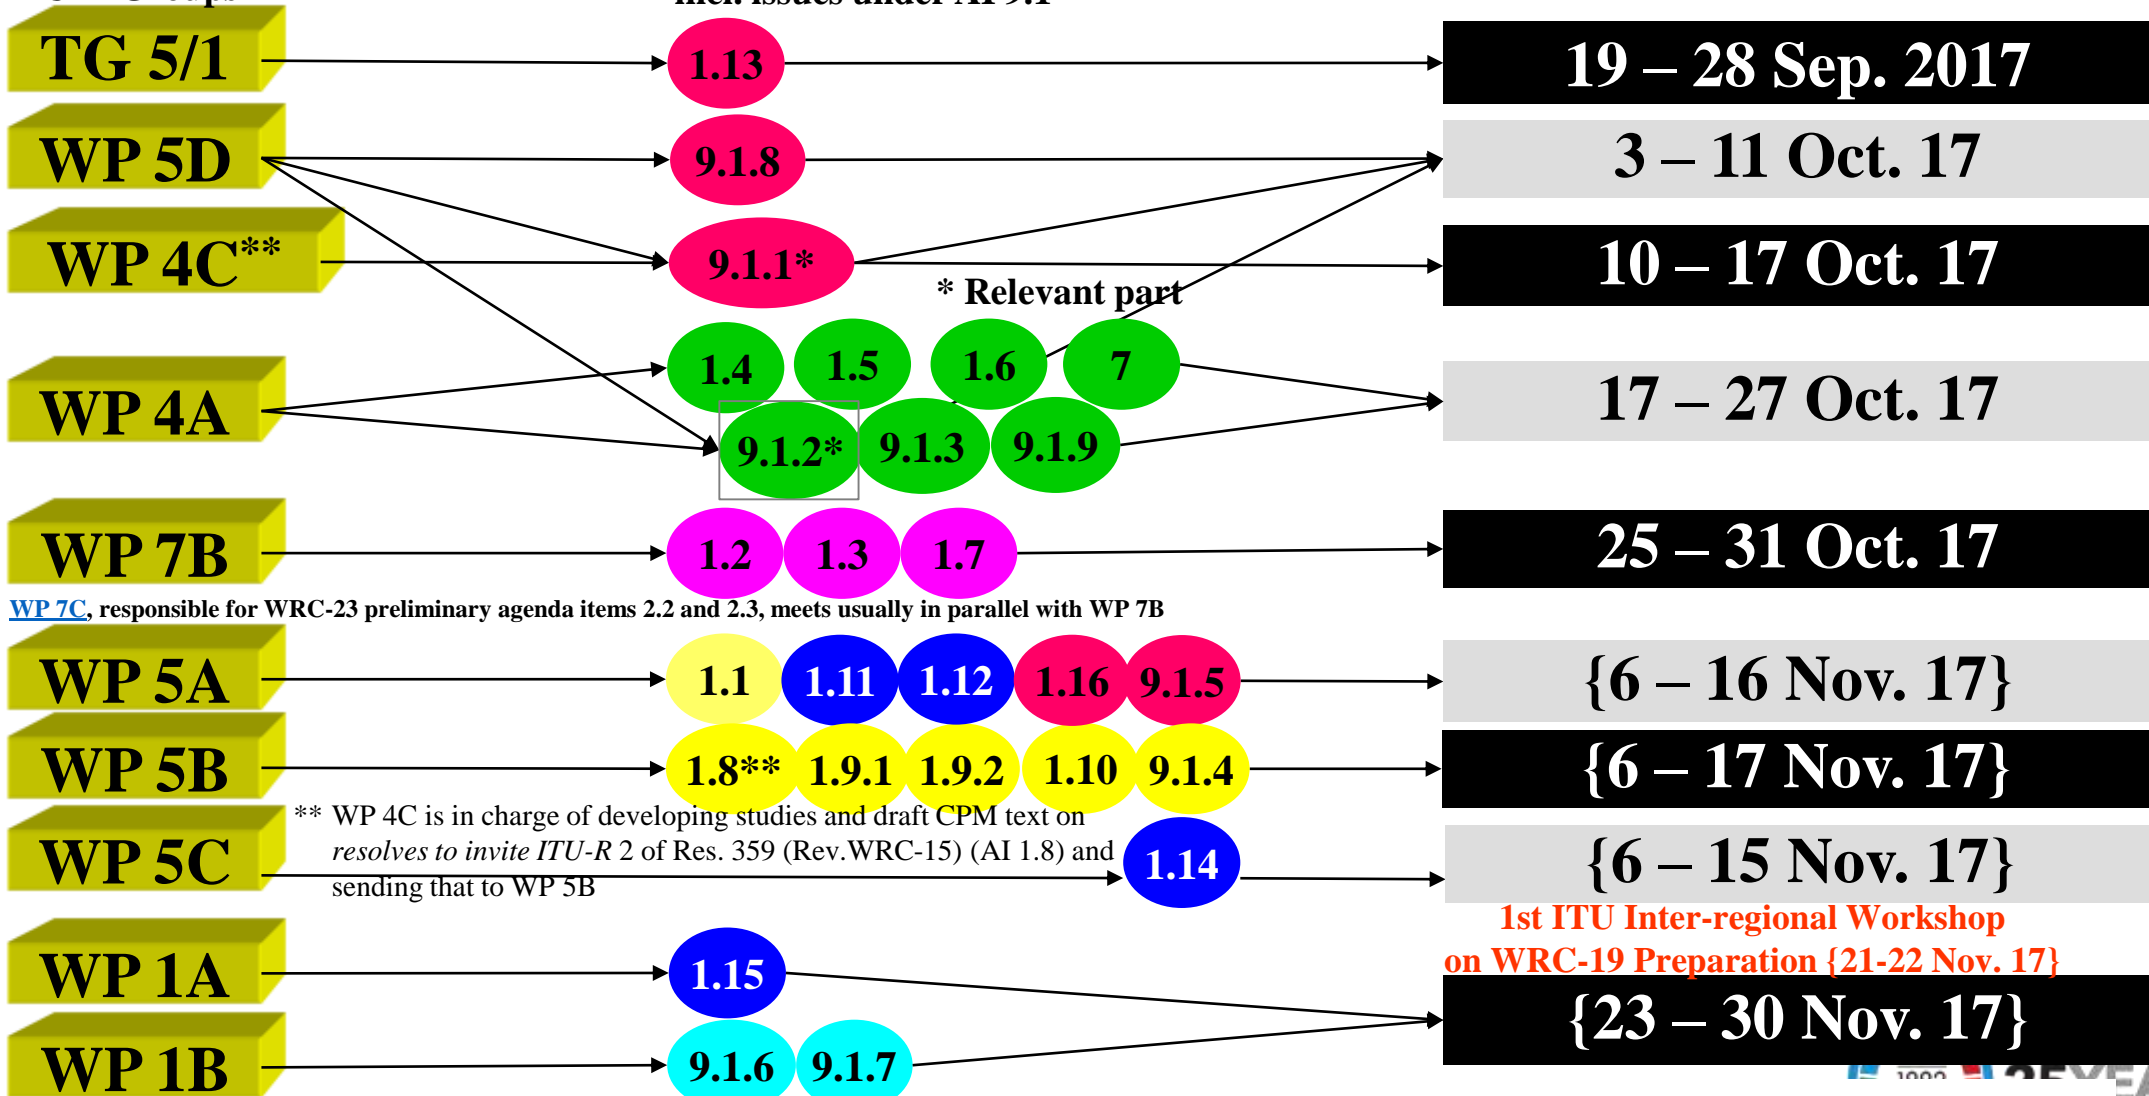 incl. issues under AI 9.1
TG 5/1
1.13
19 – 28 Sep. 2017
WP 5D
9.1.8
3 – 11 Oct. 17
WP 4C**
9.1.1*
10 – 17 Oct. 17
* Relevant part
WP 4A
1.4
1.5
1.6
7
17 – 27 Oct. 17
9.1.2*
9.1.3
9.1.9
WP 7B
1.2
1.3
1.7
25 – 31 Oct. 17
WP 7C, responsible for WRC-23 preliminary agenda items 2.2 and 2.3, meets usually in parallel with WP 7B
WP 5A
1.1
1.11
1.12
1.16
9.1.5
{6 – 16 Nov. 17}
WP 5B
1.8**
1.9.1
1.9.2
1.10
9.1.4
{6 – 17 Nov. 17}
** WP 4C is in charge of developing studies and draft CPM text on
resolves to invite ITU-R 2 of Res. 359 (Rev.WRC-15) (AI 1.8) and
sending that to WP 5B
WP 5C
1.14
{6 – 15 Nov. 17}
1st ITU Inter-regional Workshop
on WRC-19 Preparation {21-22 Nov. 17}
WP 1A
1.15
{23 – 30 Nov. 17}
WP 1B
9.1.6
9.1.7